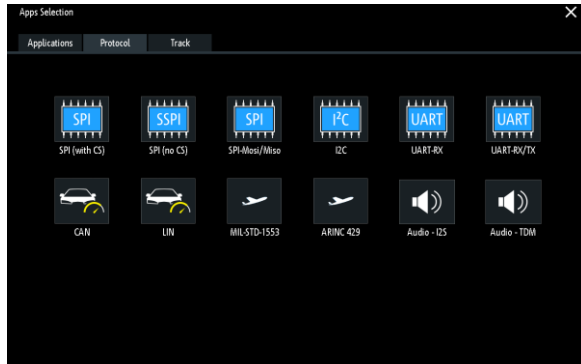 Apps Selection
Applications Protocol Track
SPI SSPI SPI I²C UART UART
SPI (with CS) SPI (no CS) SPI-Mosi/Miso I2C UART-RX UART-RX/TX
CAN LIN MIL-STD-1553 ARINC 429 Audio - I2S Audio - TDM